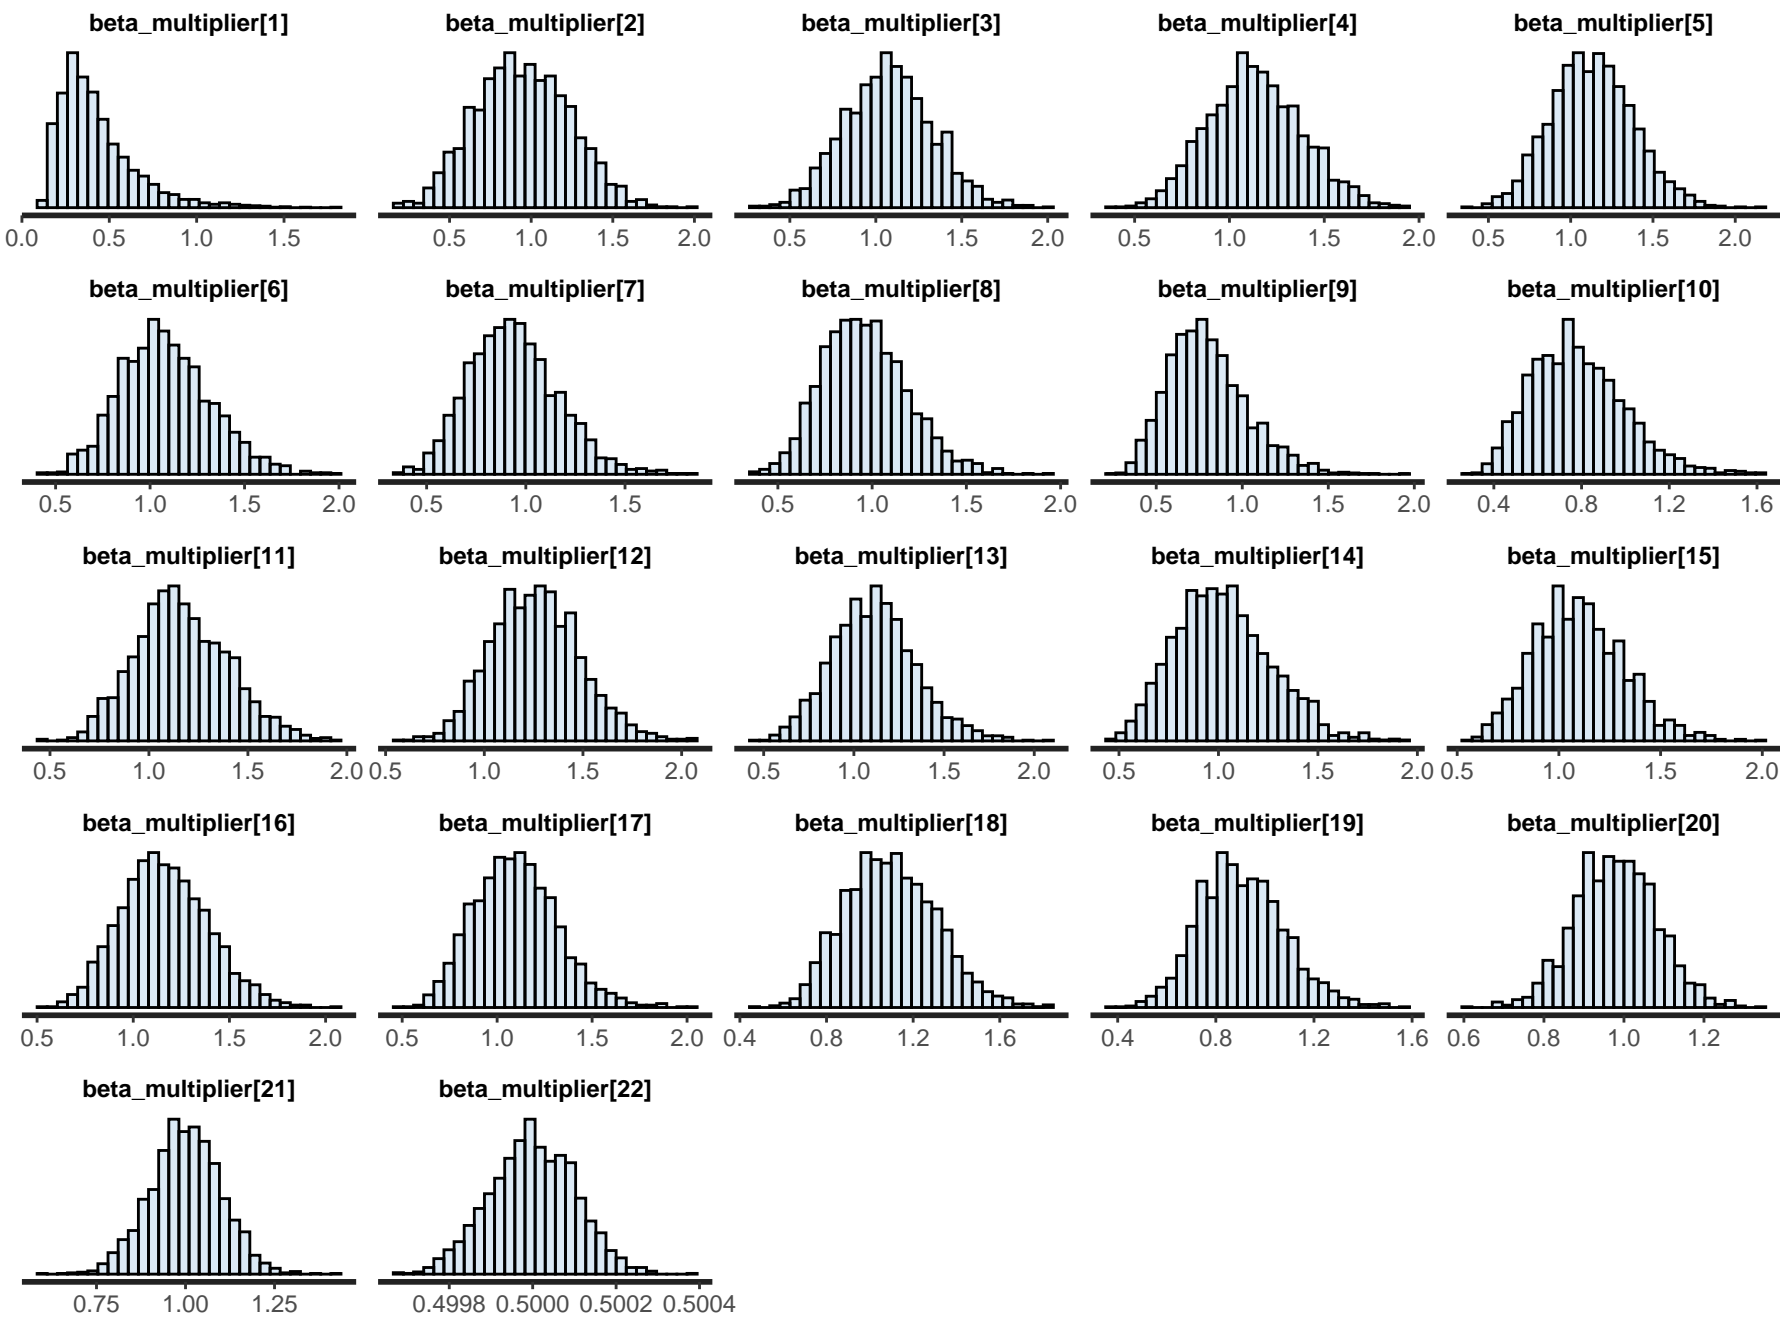 beta_multiplier[1] beta_multiplier[2] beta_multiplier[3] beta_multiplier[4] beta_multiplier[5]
0.0 0.5 1.0 1.5 0.5 1.0 1.5 2.0 0.5 1.0 1.5 2.0 0.5 1.0 1.5 2.0 0.5 1.0 1.5 2.0
beta_multiplier[6] beta_multiplier[7] beta_multiplier[8] beta_multiplier[9] beta_multiplier[10]
0.5 1.0 1.5 2.0 0.5 1.0 1.5 0.5 1.0 1.5 2.0 0.5 1.0 1.5 2.0 0.4 0.8 1.2 1.6
beta_multiplier[11] beta_multiplier[12] beta_multiplier[13] beta_multiplier[14] beta_multiplier[15]
0.5 1.0 1.5 2.0 0.5 1.0 1.5 2.0 0.5 1.0 1.5 2.0 0.5 1.0 1.5 2.0 0.5 1.0 1.5 2.0
beta_multiplier[16] beta_multiplier[17] beta_multiplier[18] beta_multiplier[19] beta_multiplier[20]
0.5 1.0 1.5 2.0 0.5 1.0 1.5 2.0 0.4 0.8 1.2 1.6 0.4 0.8 1.2 1.6 0.6 0.8 1.0 1.2
beta_multiplier[21] beta_multiplier[22]
0.75 1.00 1.25 0.4998 0.5000 0.5002 0.5004